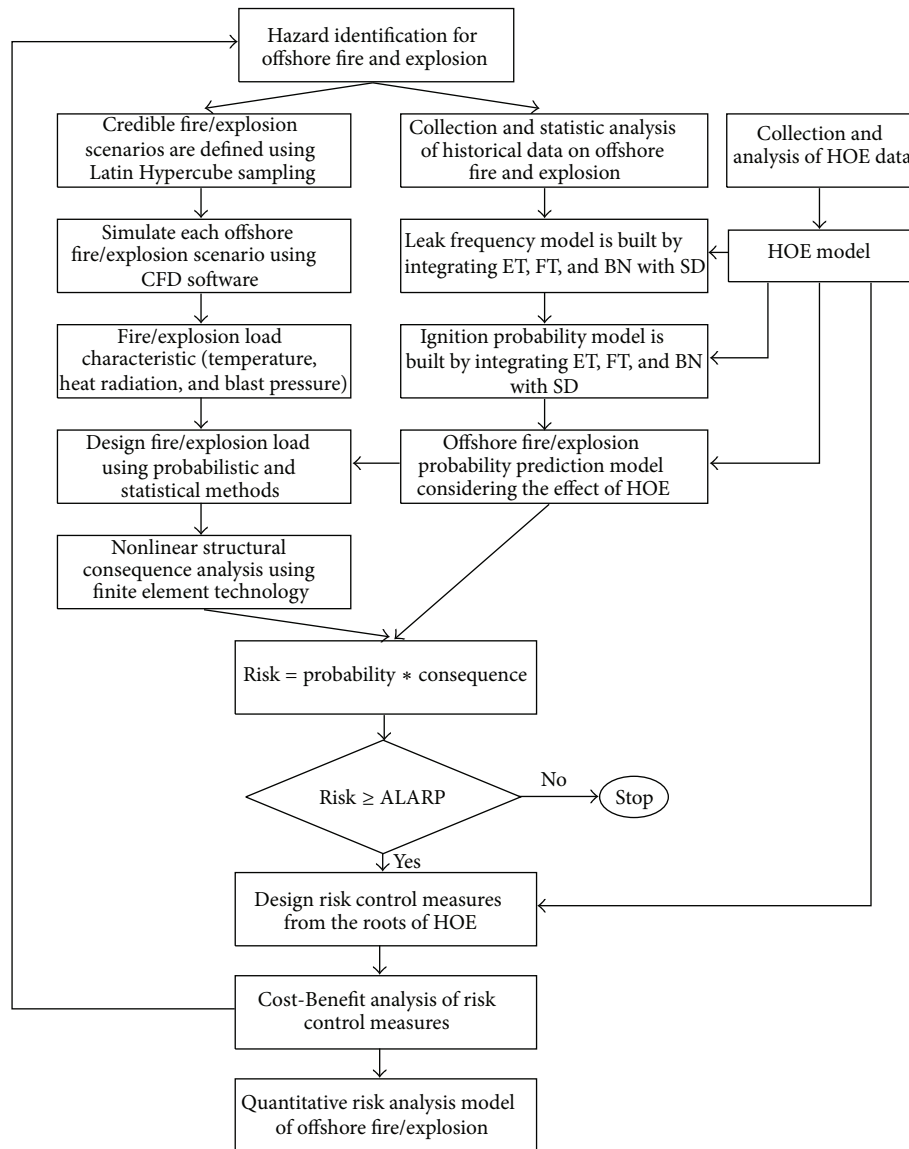 Hazard identification for
offshore fire and explosion
Credible fire/explosion
scenarios are defined using
Latin Hypercube sampling
Collection and statistic analysis
of historical data on offshore
fire and explosion
Collection and
analysis of HOE data
Simulate each offshore
fire/explosion scenario using
CFD software
Leak frequency model is built by
integrating ET, FT, and BN with SD
HOE model
Fire/explosion load
characteristic (temperature,
heat radiation, and blast pressure)
Ignition probability model is
built by integrating ET, FT, and BN
with SD
Design fire/explosion load
using probabilistic and
statistical methods
Offshore fire/explosion
probability prediction model
considering the effect of HOE
Nonlinear structural
consequence analysis using
finite element technology
Risk = probability ∗ consequence
Risk ≥ ALARP
No
Stop
Yes
Design risk control measures
from the roots of HOE
Cost-Benefit analysis of risk
control measures
Quantitative risk analysis model
of offshore fire/explosion